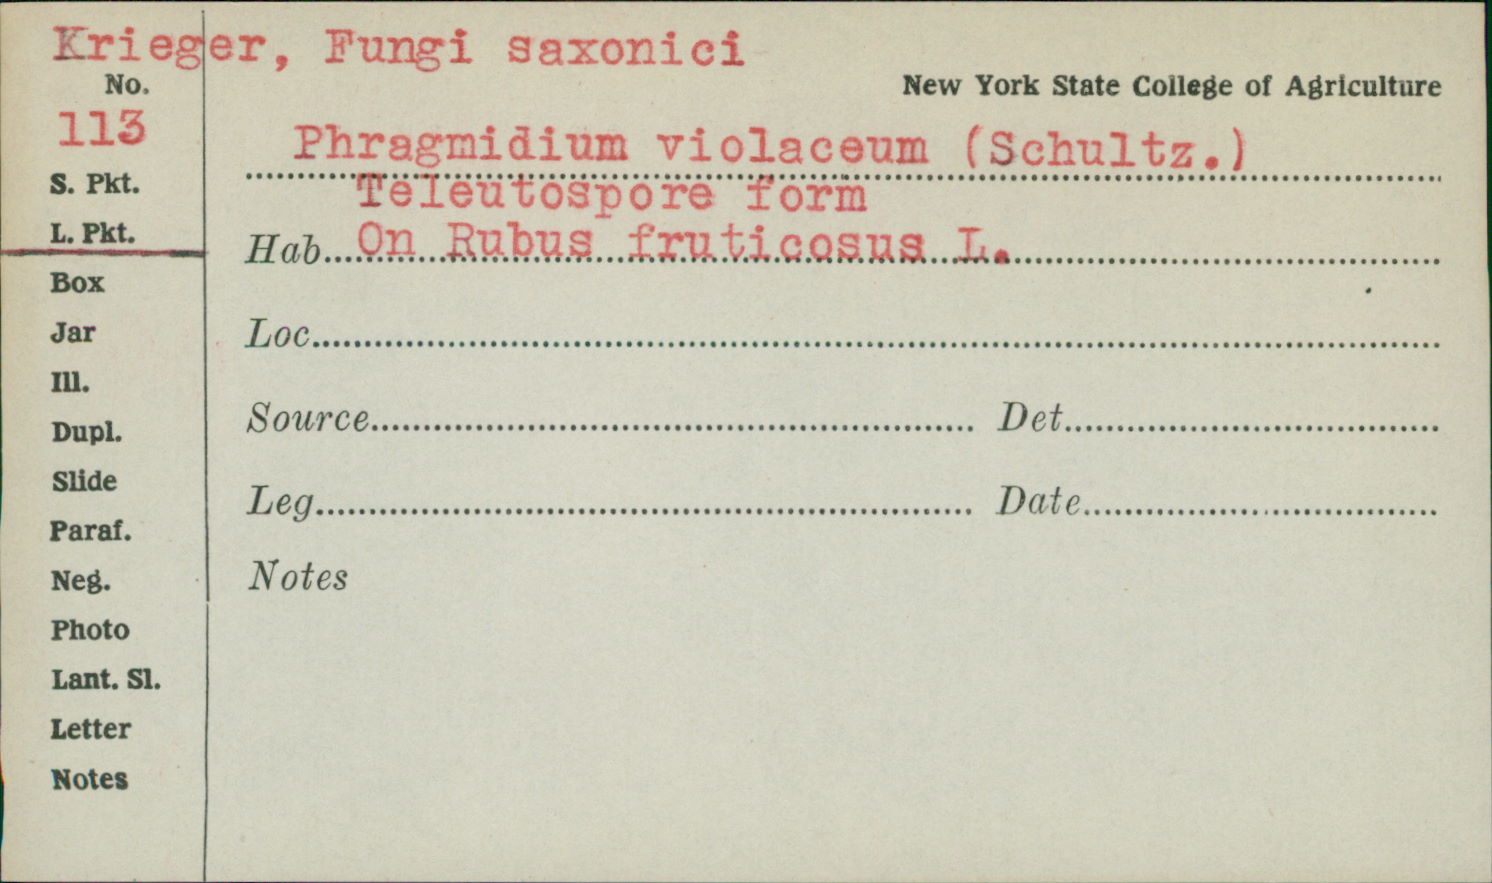 Krieger, Fungi saxonici
No.
New York State College of Agriculture
113
Phragmidium violaceum (Schultz.)
S. Pkt.
Teleutospore form
L. Pkt.
Hab. On Rubus fruticosus L.
Box
Jar
Loc.
Ill.
Dupl.
Source Det.
Slide
Leg. Date
Paraf.
Neg.
Notes
Photo
Lant. Sl.
Letter
Notes